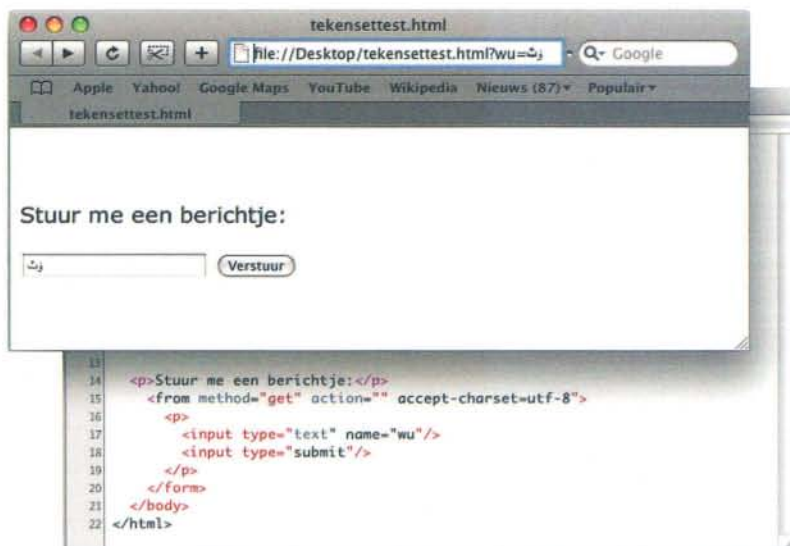 tekensettest.html
file://Desktop/tekensettest.html?wu=وَتْ
Google
Apple Yahoo! Google Maps YouTube Wikipedia Nieuws (87) Populair
tekensettest.html
Stuur me een berichtje:
Verstuur
13
14 <p>Stuur me een berichtje:</p>
15 <from method="get" action="" accept-charset=utf-8">
16 <p>
17 <input type="text" name="wu"/>
18 <input type="submit"/>
19 </p>
20 </form>
21 </body>
22 </html>